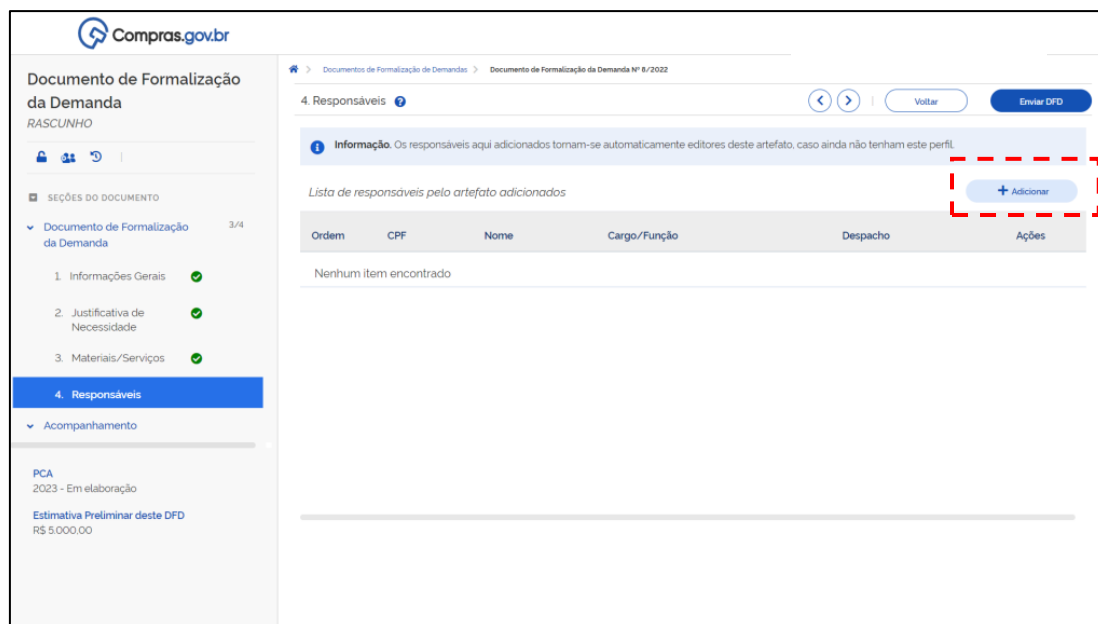 Compras.gov.br
Documento de Formalização
da Demanda
RASCUNHO
SEÇÕES DO DOCUMENTO
Documento de Formalização 3/4
da Demanda
1. Informações Gerais
2. Justificativa de
Necessidade
3. Materiais/Serviços
4. Responsáveis
Acompanhamento
PCA
2023 - Em elaboração
Estimativa Preliminar deste DFD
R$ 5.000,00
> Documentos de Formalização de Demandas > Documento de Formalização da Demanda Nº 8/2022
4. Responsáveis ? < > Voltar Enviar DFD
Informação. Os responsáveis aqui adicionados tornam-se automaticamente editores deste artefato, caso ainda não tenham este perfil.
Lista de responsáveis pelo artefato adicionados + Adicionar
Ordem CPF Nome Cargo/Função Despacho Ações
Nenhum item encontrado